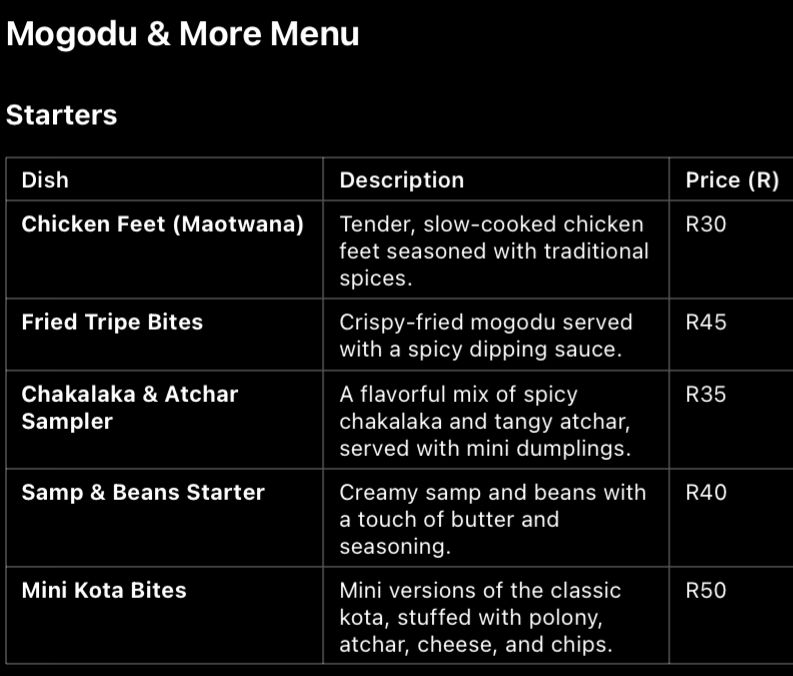 Mogodu & More Menu
Starters
Dish Description Price (R)
Chicken Feet (Maotwana) Tender, slow-cooked chicken R30
feet seasoned with traditional
spices.
Fried Tripe Bites Crispy-fried mogodu served R45
with a spicy dipping sauce.
Chakalaka & Atchar A flavorful mix of spicy R35
Sampler chakalaka and tangy atchar,
served with mini dumplings.
Samp & Beans Starter Creamy samp and beans with R40
a touch of butter and
seasoning.
Mini Kota Bites Mini versions of the classic R50
kota, stuffed with polony,
atchar, cheese, and chips.